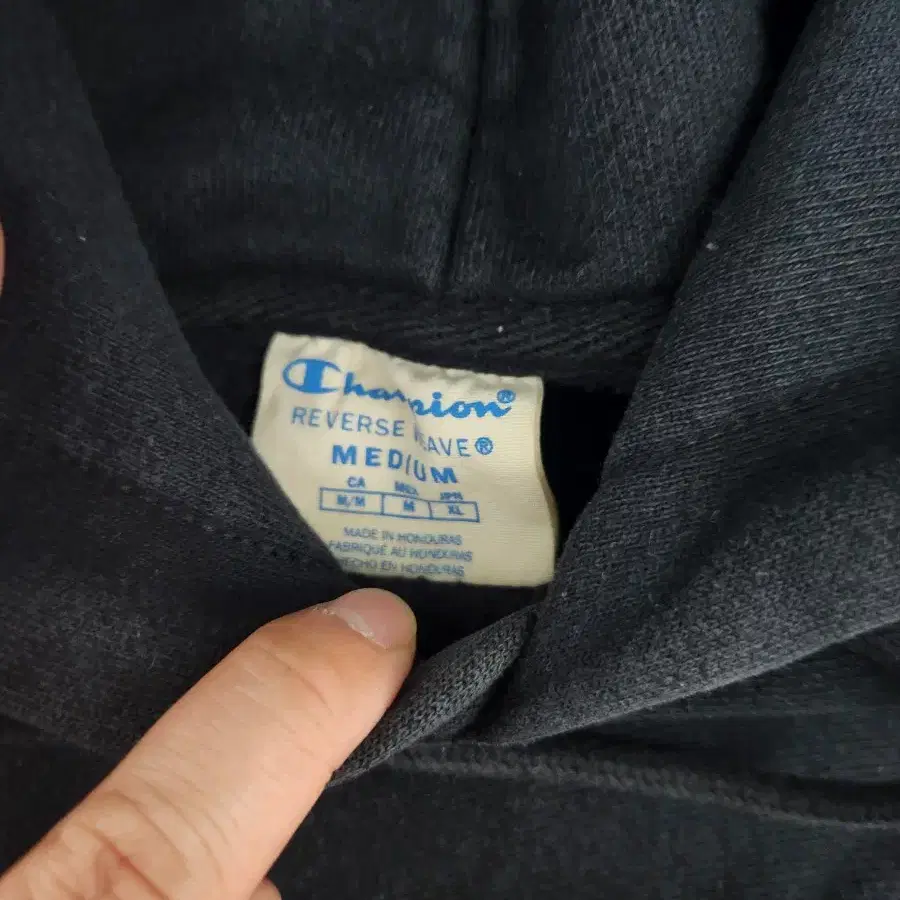 Champion®
REVERSE WEAVE®
MEDIUM
CA MEX JPN
M/M M XL
MADE IN HONDURAS
FABRIQUÉ AU HONDURAS
HECHO EN HONDURAS